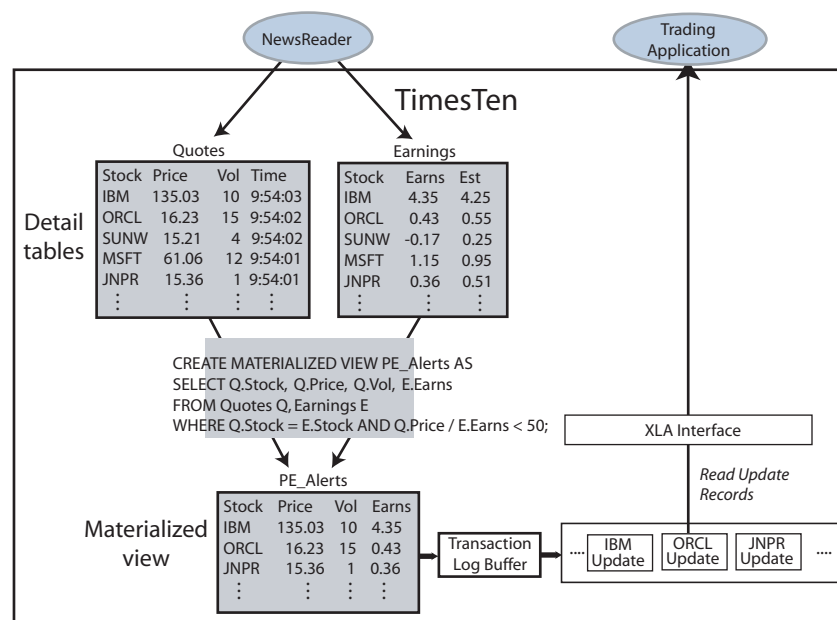 NewsReader
Trading
Application
TimesTen
Quotes
Stock Price Vol Time
IBM 135.03 10 9:54:03
ORCL 16.23 15 9:54:02
SUNW 15.21 4 9:54:02
MSFT 61.06 12 9:54:01
JNPR 15.36 1 9:54:01
Earnings
Stock Earns Est
IBM 4.35 4.25
ORCL 0.43 0.55
SUNW -0.17 0.25
MSFT 1.15 0.95
JNPR 0.36 0.51
Detail
tables
CREATE MATERIALIZED VIEW PE_Alerts AS
SELECT Q.Stock, Q.Price, Q.Vol, E.Earns
FROM Quotes Q, Earnings E
WHERE Q.Stock = E.Stock AND Q.Price / E.Earns < 50;
XLA Interface
Read Update
Records
PE_Alerts
Stock Price Vol Earns
IBM 135.03 10 4.35
ORCL 16.23 15 0.43
JNPR 15.36 1 0.36
Materialized
view
Transaction
Log Buffer
....
IBM
Update
ORCL
Update
JNPR
Update
....